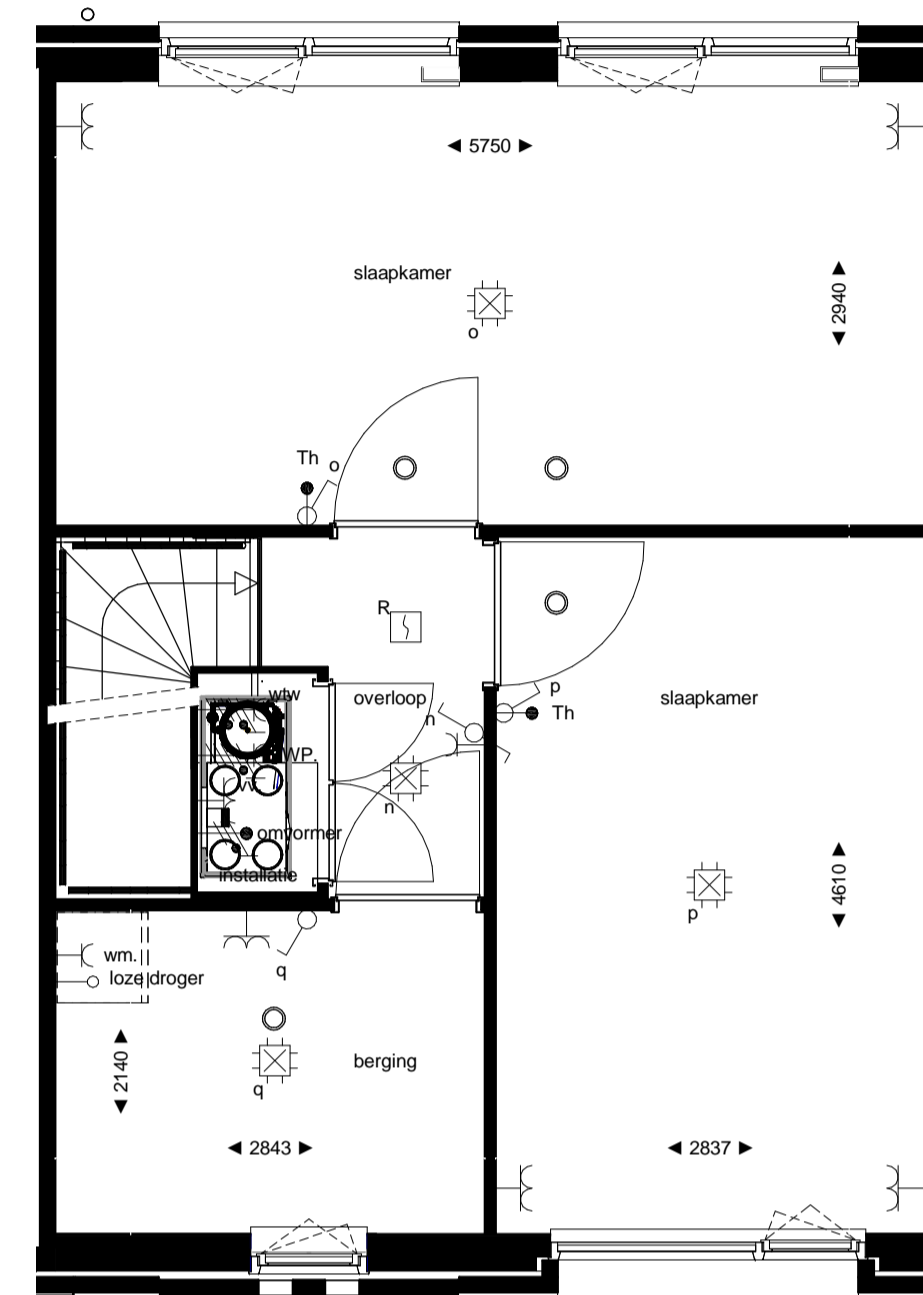 5750
slaapkamer
2940
o
Th o
R
wtw
overloop
n
p
Th
slaapkamer
WP.
n
omvormer
installatie
p
4610
q
wm.
loze droger
2140
berging
q
2843
2837